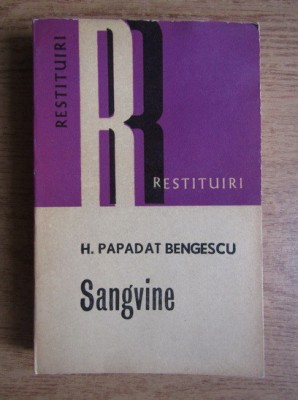 RESTITUIRI
R
RESTITUIRI
H. PAPADAT BENGESCU
Sangvine